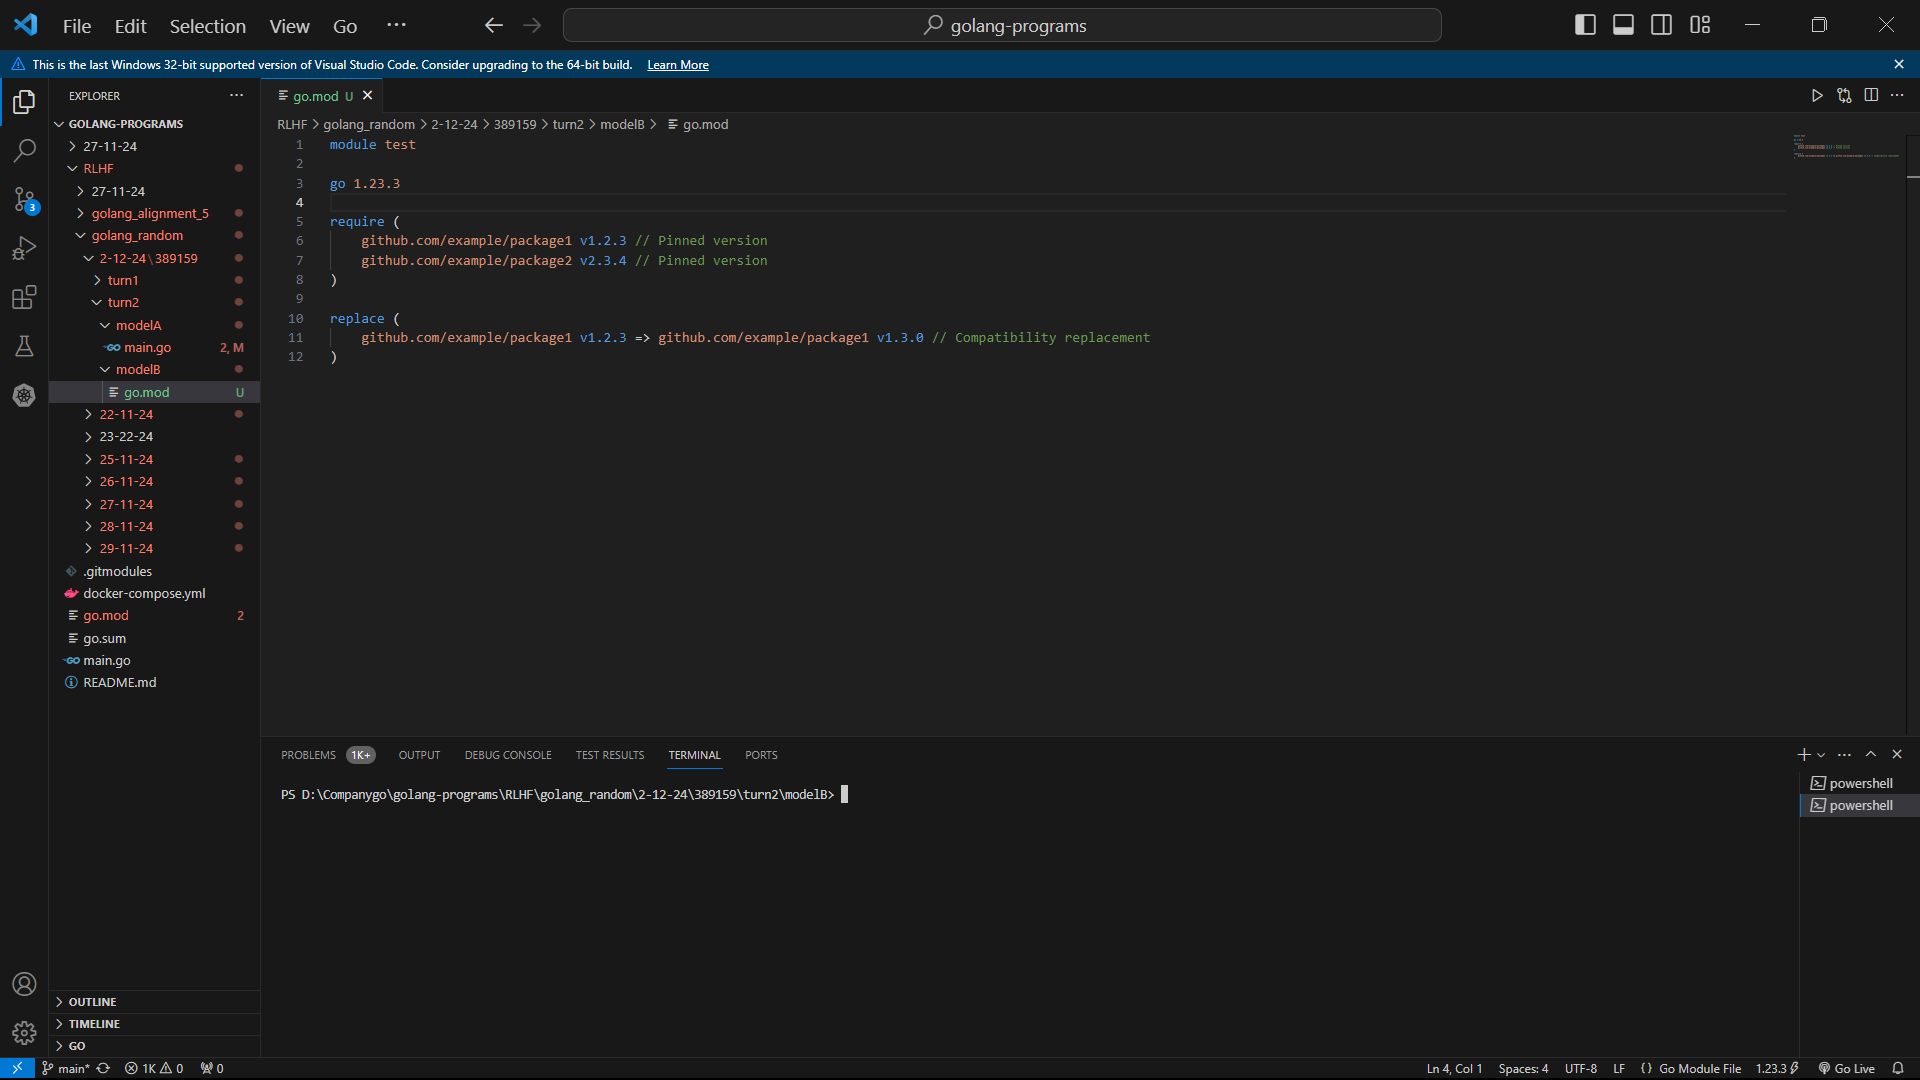 File Edit Selection View Go ···
golang-programs
This is the last Windows 32-bit supported version of Visual Studio Code. Consider upgrading to the 64-bit build. Learn More
EXPLORER
GOLANG-PROGRAMS
27-11-24
RLHF
27-11-24
golang_alignment_5
golang_random
2-12-24\389159
turn1
turn2
modelA
GO main.go 2, M
modelB
go.mod U
22-11-24
23-22-24
25-11-24
26-11-24
27-11-24
28-11-24
29-11-24
.gitmodules
docker-compose.yml
go.mod 2
go.sum
GO main.go
README.md
OUTLINE
TIMELINE
GO
3
go.mod U
RLHF > golang_random > 2-12-24 > 389159 > turn2 > modelB > go.mod
1 module test
2
3 go 1.23.3
4
5 require (
6 github.com/example/package1 v1.2.3 // Pinned version
7 github.com/example/package2 v2.3.4 // Pinned version
8 )
9
10 replace (
11 github.com/example/package1 v1.2.3 => github.com/example/package1 v1.3.0 // Compatibility replacement
12 )
PROBLEMS 1K+ OUTPUT DEBUG CONSOLE TEST RESULTS TERMINAL PORTS
PS D:\Companygo\golang-programs\RLHF\golang_random\2-12-24\389159\turn2\modelB>
powershell
powershell
main* 1K 0 0
Ln 4, Col 1 Spaces: 4 UTF-8 LF {} Go Module File 1.23.3 Go Live